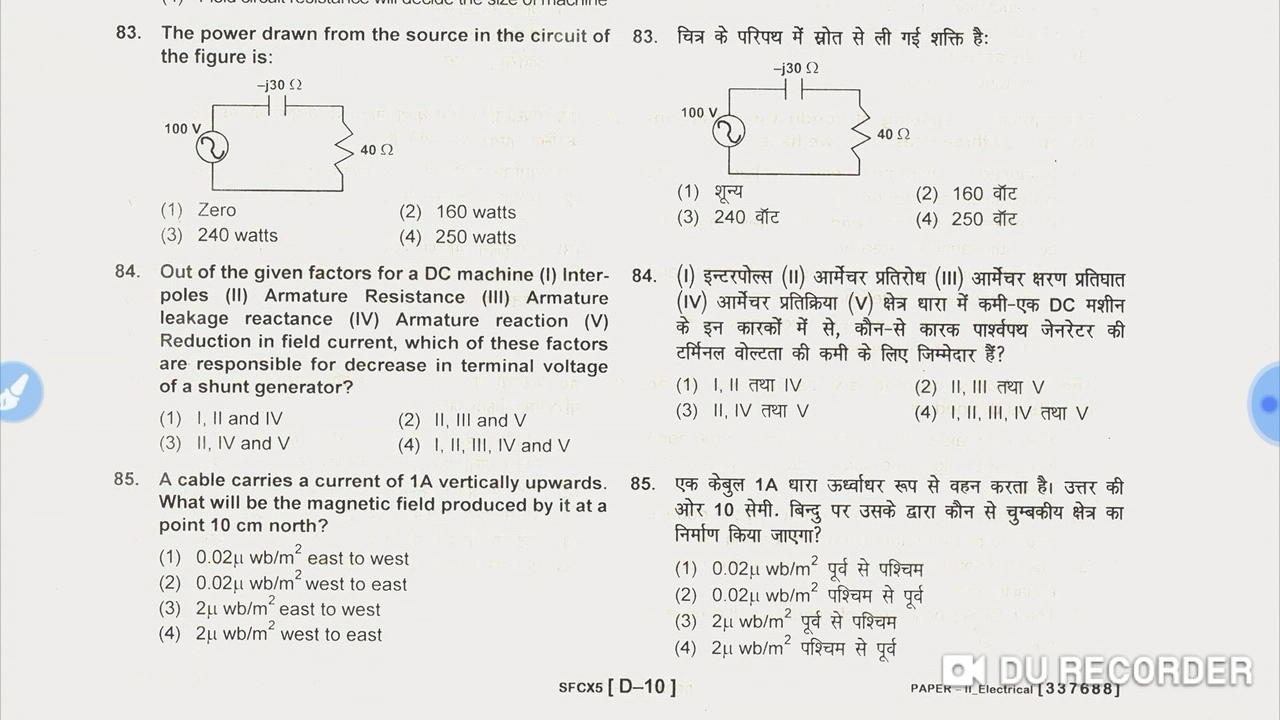 (4) Field circuit resistance will decide the size of machine
83. The power drawn from the source in the circuit of
the figure is:
–j30 Ω
100 V
40 Ω
(1) Zero
(2) 160 watts
(3) 240 watts
(4) 250 watts
84. Out of the given factors for a DC machine (I) Inter-
poles (II) Armature Resistance (III) Armature
leakage reactance (IV) Armature reaction (V)
Reduction in field current, which of these factors
are responsible for decrease in terminal voltage
of a shunt generator?
(1) I, II and IV
(2) II, III and V
(3) II, IV and V
(4) I, II, III, IV and V
85. A cable carries a current of 1A vertically upwards.
What will be the magnetic field produced by it at a
point 10 cm north?
(1) 0.02µ wb/m² east to west
(2) 0.02µ wb/m² west to east
(3) 2µ wb/m² east to west
(4) 2µ wb/m² west to east
83. चित्र के परिपथ में स्रोत से ली गई शक्ति है:
–j30 Ω
100 V
40 Ω
(1) शून्य
(2) 160 वॉट
(3) 240 वॉट
(4) 250 वॉट
84. (I) इन्टरपोल्स (II) आर्मेचर प्रतिरोध (III) आर्मेचर क्षरण प्रतिघात
(IV) आर्मेचर प्रतिक्रिया (V) क्षेत्र धारा में कमी-एक DC मशीन
के इन कारकों में से, कौन-से कारक पार्श्वपथ जेनरेटर की
टर्मिनल वोल्टता की कमी के लिए जिम्मेदार हैं?
(1) I, II तथा IV
(2) II, III तथा V
(3) II, IV तथा V
(4) I, II, III, IV तथा V
85. एक केबुल 1A धारा ऊर्ध्वाधर रूप से वहन करता है। उत्तर की
ओर 10 सेमी. बिन्दु पर उसके द्वारा कौन से चुम्बकीय क्षेत्र का
निर्माण किया जाएगा?
(1) 0.02µ wb/m² पूर्व से पश्चिम
(2) 0.02µ wb/m² पश्चिम से पूर्व
(3) 2µ wb/m² पूर्व से पश्चिम
(4) 2µ wb/m² पश्चिम से पूर्व
SFCX5 [ D–10 ]
PAPER – II_Electrical [337688]
DU RECORDER